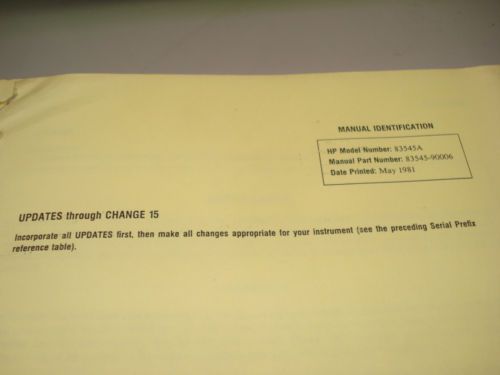 MANUAL IDENTIFICATION
HP Model Number: 83545A
Manual Part Number: 83545-90006
Date Printed: May 1981
UPDATES through CHANGE 15
Incorporate all UPDATES first, then make all changes appropriate for your instrument (see the preceding Serial Prefix
reference table).